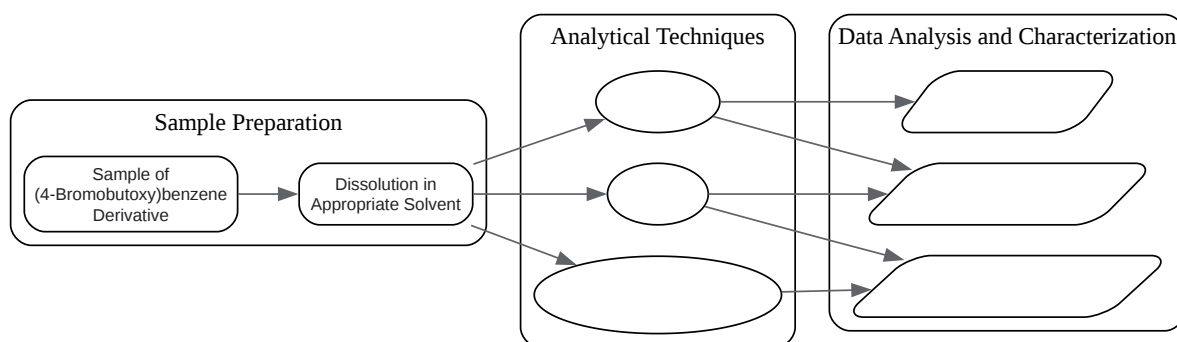 Sample Preparation
Sample of
(4-Bromobutoxy)benzene
Derivative
Dissolution in
Appropriate Solvent
Analytical Techniques
Data Analysis and Characterization